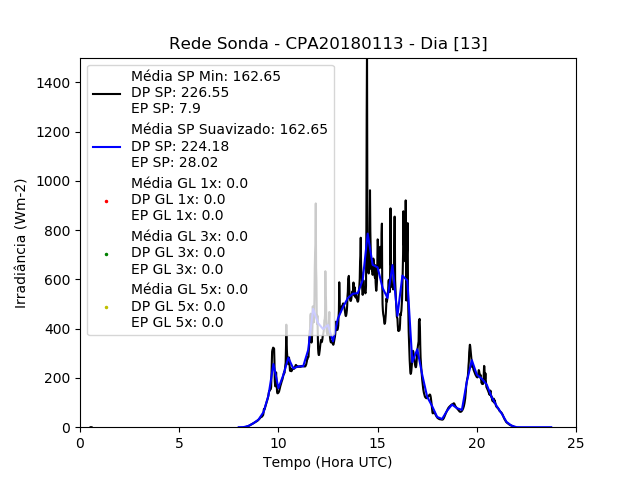 Rede Sonda - CPA20180113 - Dia [13]
Irradiância (Wm-2)
1400
1200
1000
800
600
400
200
0
Média SP Min: 162.65
DP SP: 226.55
EP SP: 7.9
Média SP Suavizado: 162.65
DP SP: 224.18
EP SP: 28.02
Média GL 1x: 0.0
DP GL 1x: 0.0
EP GL 1x: 0.0
Média GL 3x: 0.0
DP GL 3x: 0.0
EP GL 3x: 0.0
Média GL 5x: 0.0
DP GL 5x: 0.0
EP GL 5x: 0.0
0 5 10 15 20 25
Tempo (Hora UTC)